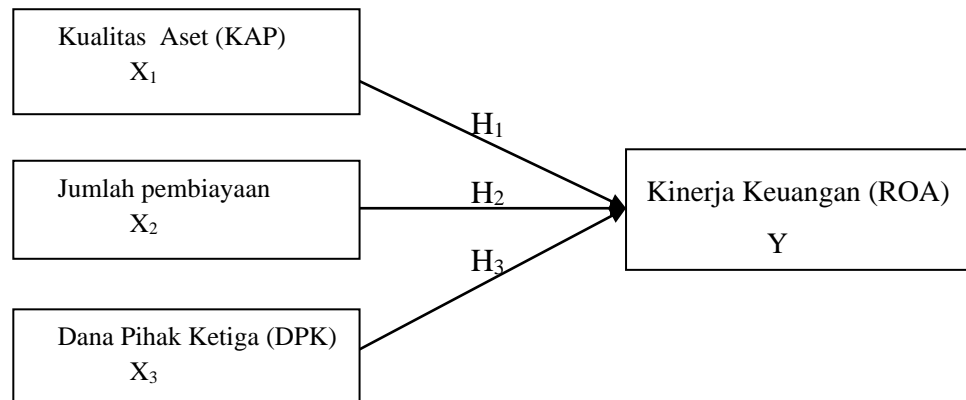 Kualitas Aset (KAP)
X₁
H₁
Jumlah pembiayaan
X₂
H₂
Kinerja Keuangan (ROA)
Y
H₃
Dana Pihak Ketiga (DPK)
X₃